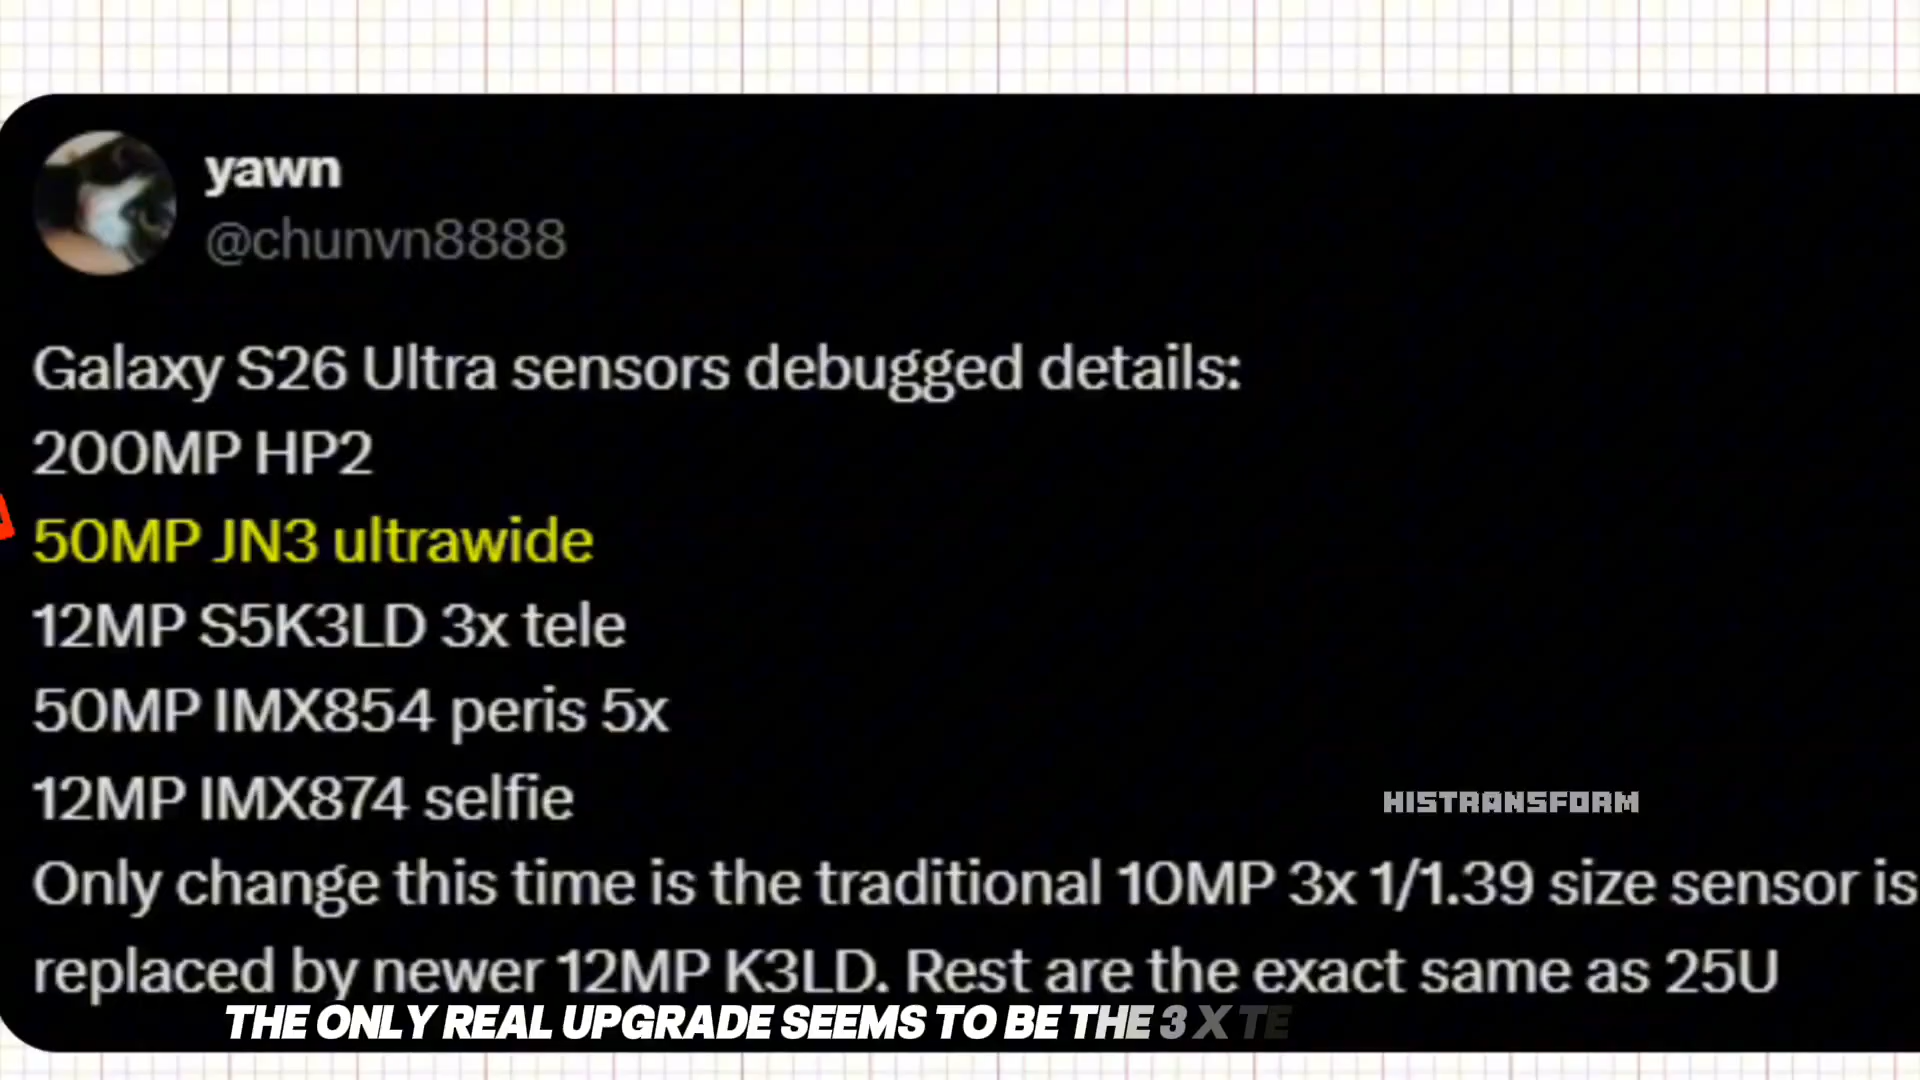 yawn
@chunvn8888
Galaxy S26 Ultra sensors debugged details:
200MP HP2
50MP JN3 ultrawide
12MP S5K3LD 3x tele
50MP IMX854 peris 5x
12MP IMX874 selfie
HISTRANSFORM
Only change this time is the traditional 10MP 3x 1/1.39 size sensor is
replaced by newer 12MP K3LD. Rest are the exact same as 25U
THE ONLY REAL UPGRADE SEEMS TO BE THE 3 X TE